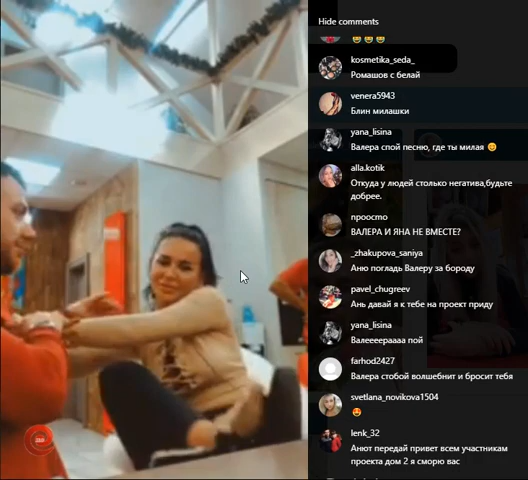 Hide comments
😄😄😄
kosmetika_seda_
Ромашов с белай
venera5943
Блин милашки
yana_lisina
Валера спой песню, где ты милая 😊
alla.kotik
Откуда у людей столько негатива,будьте
добрее.
npoocmo
ВАЛЕРА И ЯНА НЕ ВМЕСТЕ?
_zhakupova_saniya
Аню погладь Валеру за бороду
pavel_chugreev
Ань давай я к тебе на проект приду
yana_lisina
Валеееераааа пой
farhod2427
Валера стобой волшебнит и бросит тебя
svetlana_novikova1504
😍
lenk_32
Анют передай привет всем участникам
проекта дом 2 я сморю вас